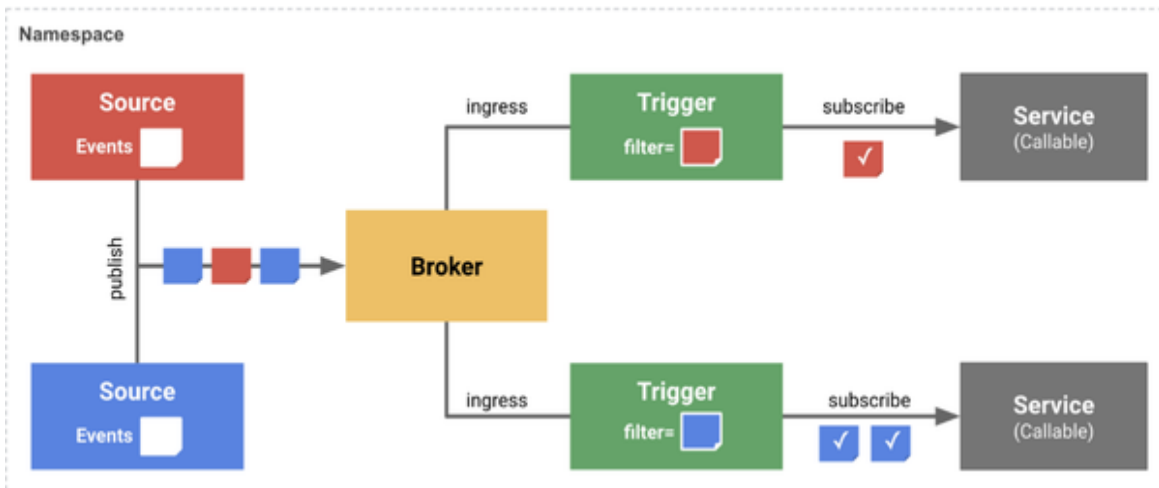 Namespace
Source
Events
ingress
Trigger
filter=
subscribe
✓
Service
(Callable)
publish
Broker
Source
Events
ingress
Trigger
filter=
subscribe
✓ ✓
Service
(Callable)